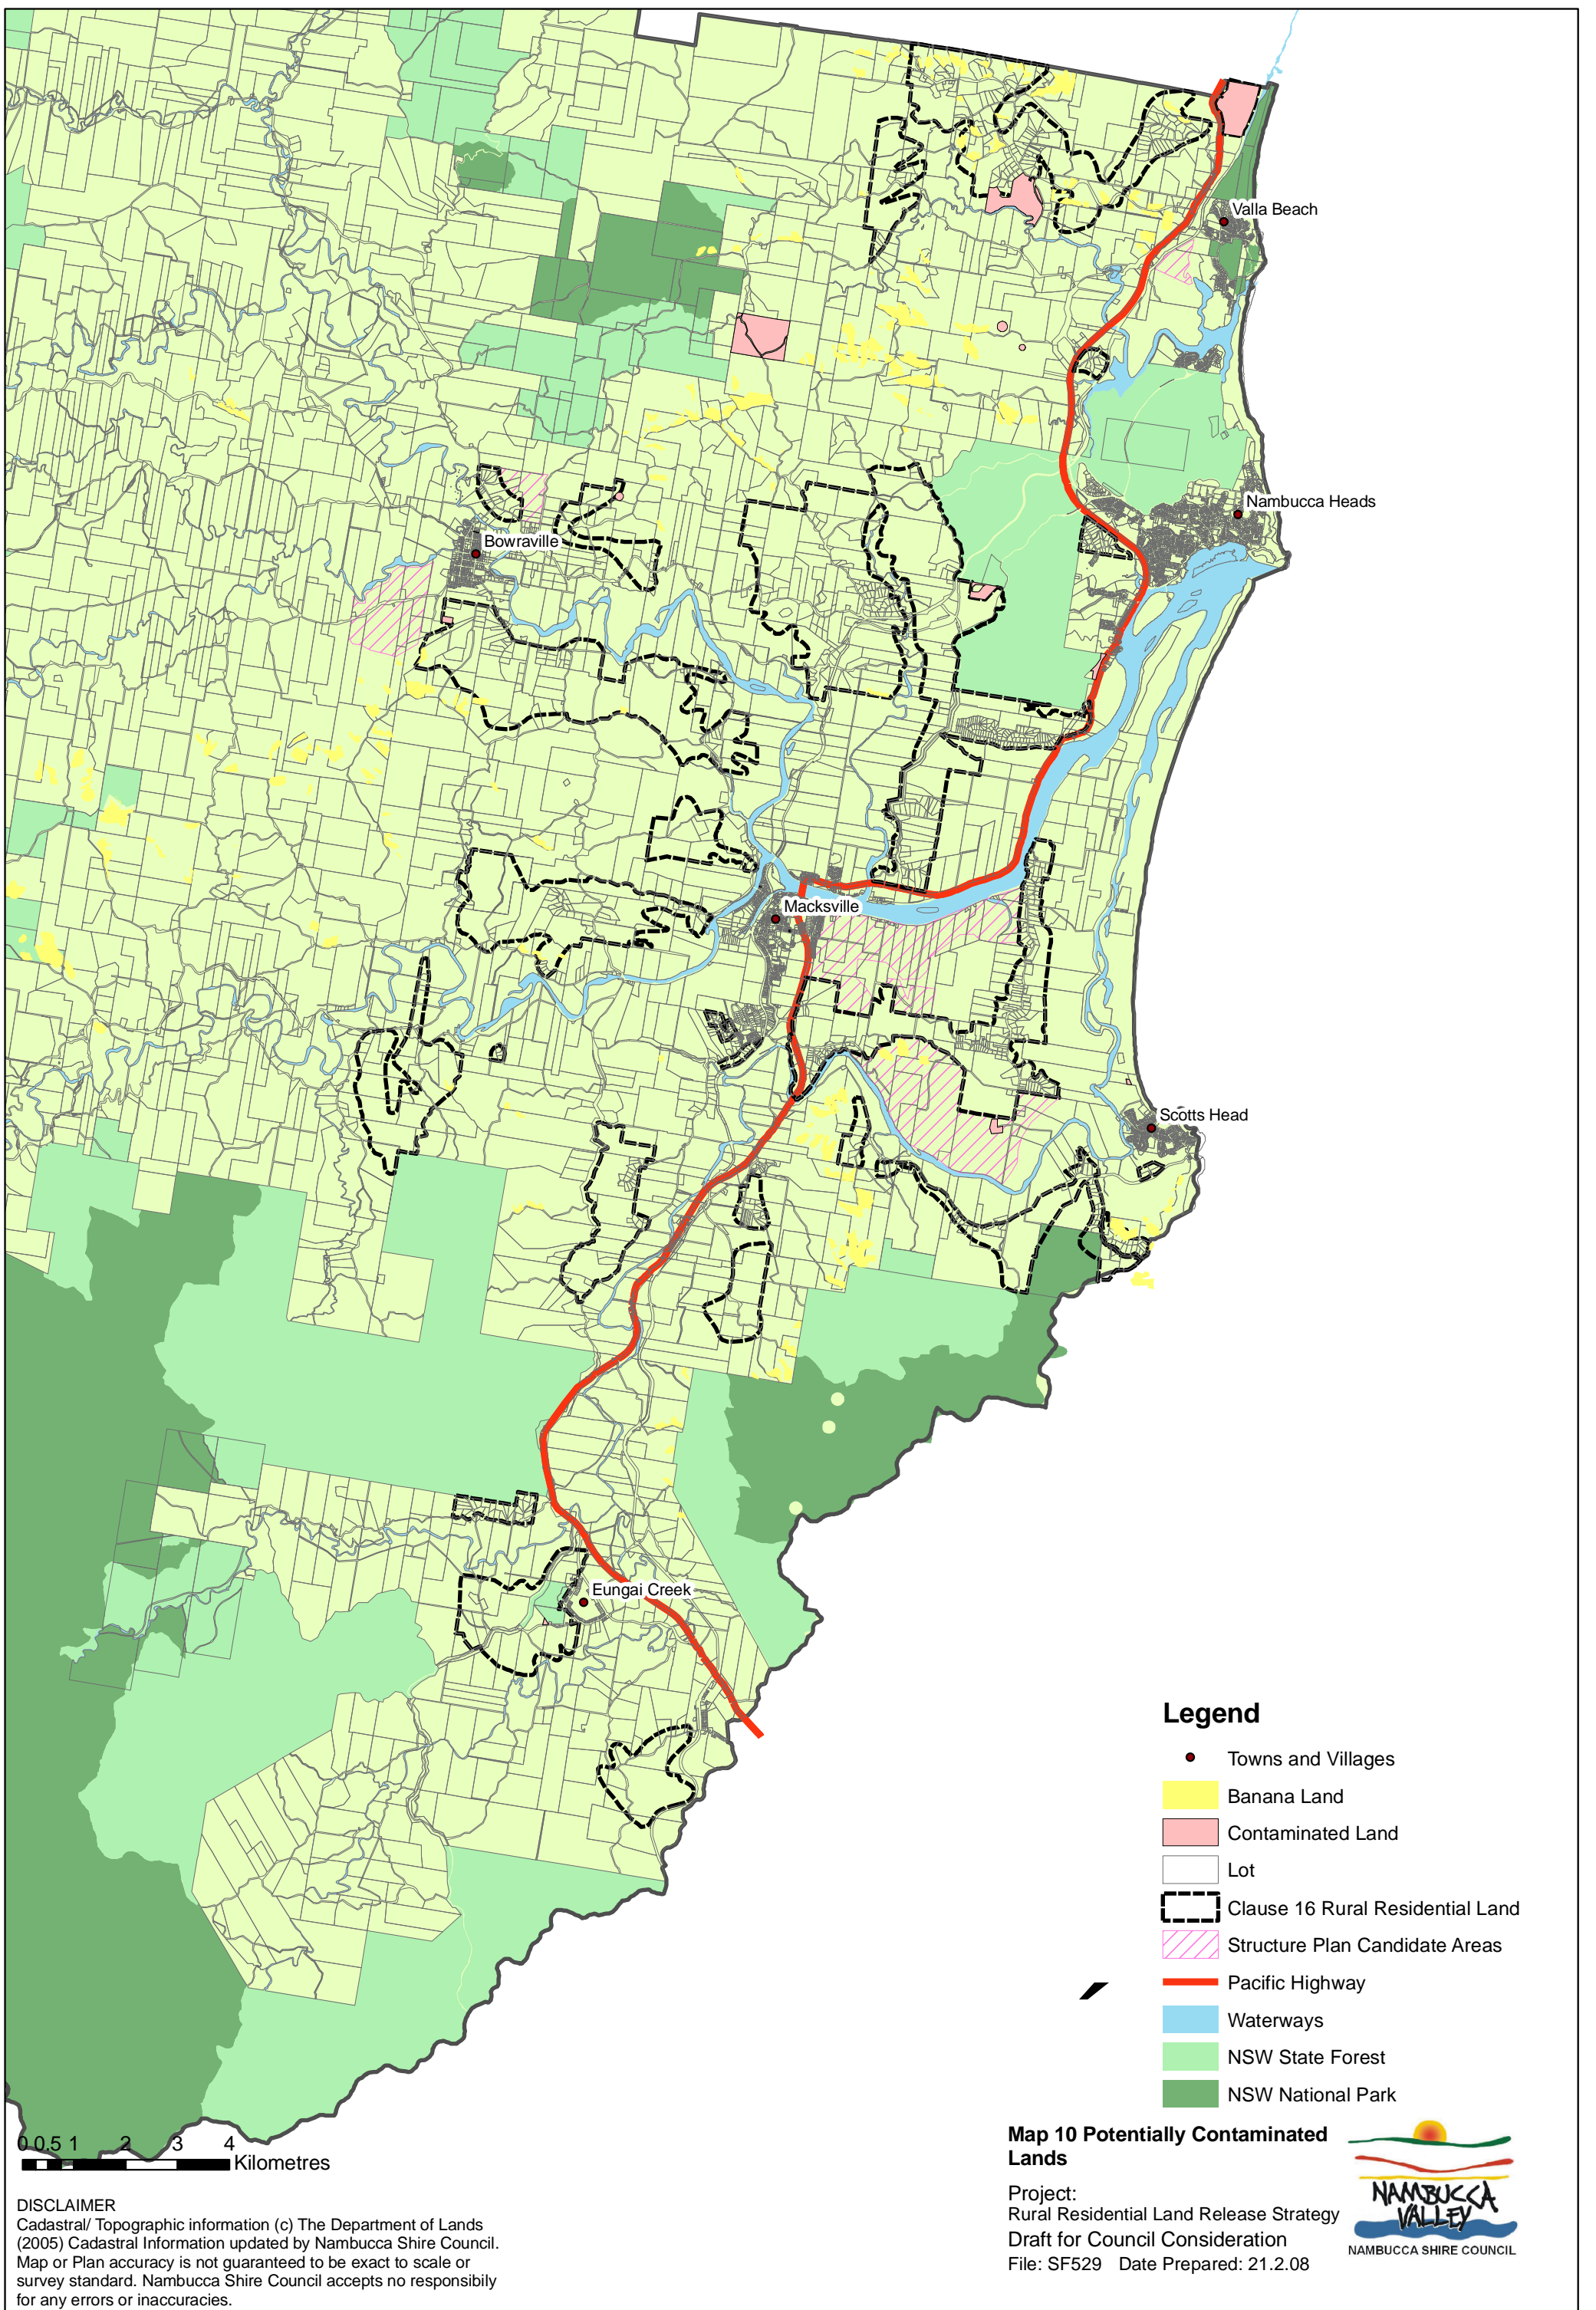 Valla Beach
Nambucca Heads
Bowraville
Macksville
Scotts Head
Eungai Creek
Legend
Towns and Villages
Banana Land
Contaminated Land
Lot
Clause 16 Rural Residential Land
Structure Plan Candidate Areas
Pacific Highway
Waterways
NSW State Forest
NSW National Park
0 0.5 1 2 3 4
Kilometres
Map 10 Potentially Contaminated
Lands
Project:
Rural Residential Land Release Strategy
Draft for Council Consideration
File: SF529 Date Prepared: 21.2.08
NAMBUCCA
VALLEY
NAMBUCCA SHIRE COUNCIL
DISCLAIMER
Cadastral/ Topographic information (c) The Department of Lands
(2005) Cadastral Information updated by Nambucca Shire Council.
Map or Plan accuracy is not guaranteed to be exact to scale or
survey standard. Nambucca Shire Council accepts no responsibily
for any errors or inaccuracies.